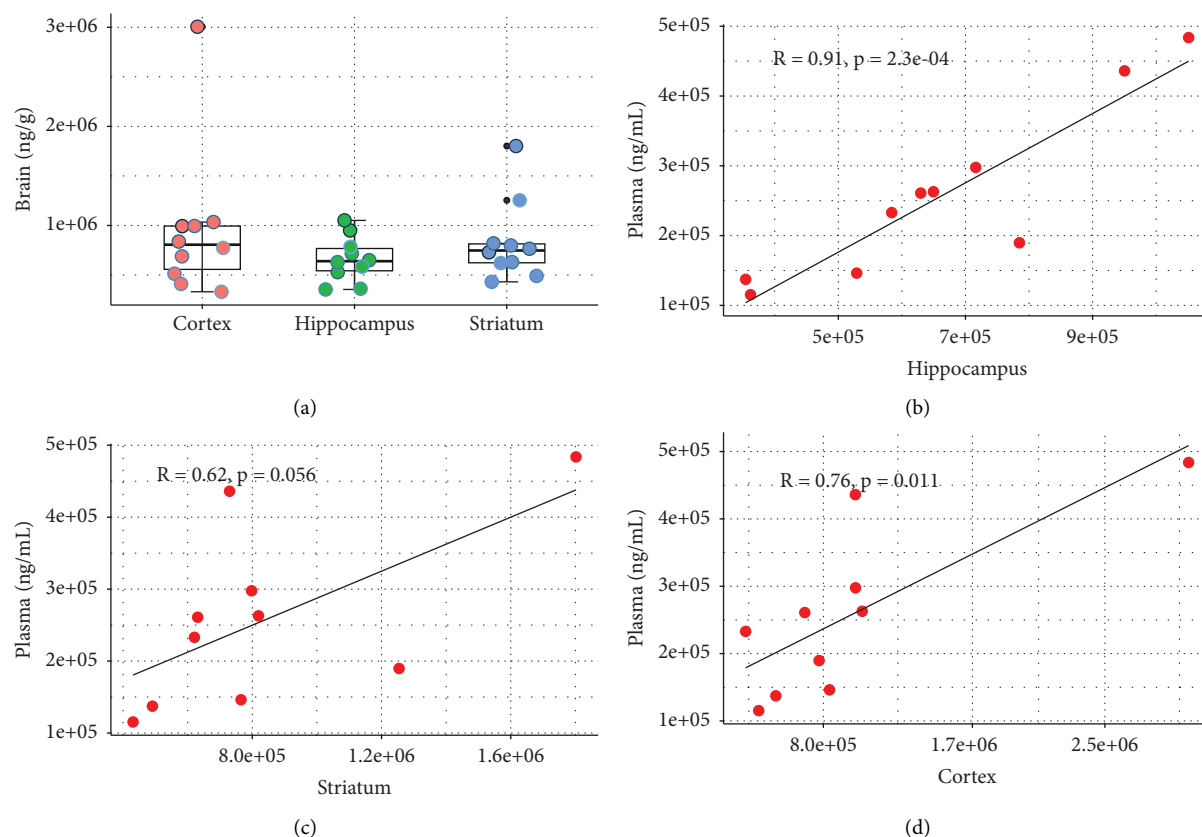 3e+06
2e+06
1e+06
Brain (ng/g)
Cortex
Hippocampus
Striatum
(a)
R = 0.91, p = 2.3e-04
5e+05
4e+05
3e+05
2e+05
1e+05
Plasma (ng/mL)
5e+05
7e+05
9e+05
Hippocampus
(b)
R = 0.62, p = 0.056
5e+05
4e+05
3e+05
2e+05
1e+05
Plasma (ng/mL)
8.0e+05
1.2e+06
1.6e+06
Striatum
(c)
R = 0.76, p = 0.011
5e+05
4e+05
3e+05
2e+05
1e+05
Plasma (ng/mL)
8.0e+05
1.7e+06
2.5e+06
Cortex
(d)